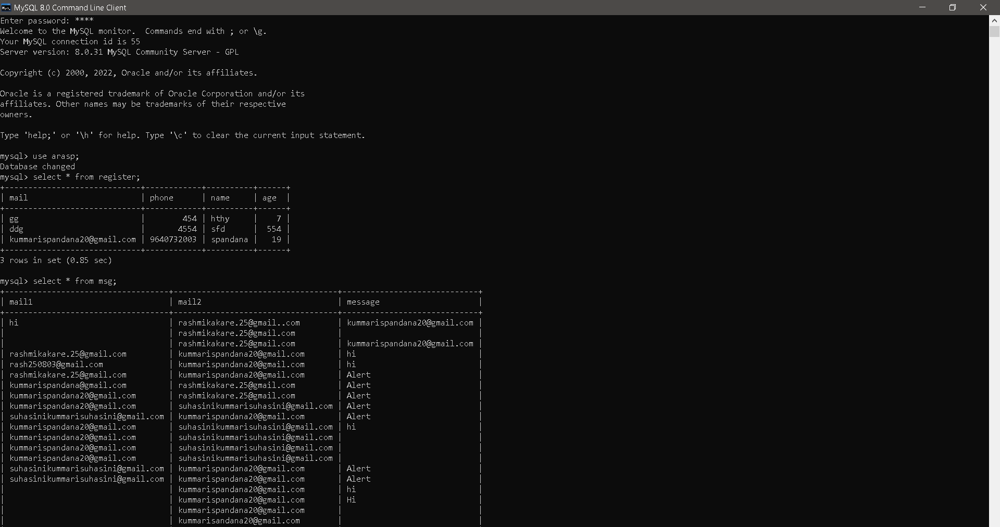 MySQL 8.0 Command Line Client
Enter password: ****
Welcome to the MySQL monitor.  Commands end with ; or \g.
Your MySQL connection id is 55
Server version: 8.0.31 MySQL Community Server - GPL
Copyright (c) 2000, 2022, Oracle and/or its affiliates.
Oracle is a registered trademark of Oracle Corporation and/or its
affiliates. Other names may be trademarks of their respective
owners.
Type 'help;' or '\h' for help. Type '\c' to clear the current input statement.
mysql> use arasp;
Database changed
mysql> select * from register;
+----------------------------+------------+----------+------+
| mail                       | phone      | name     | age  |
+----------------------------+------------+----------+------+
| gg                         |        454 | hthy     |    7 |
| ddg                        |       4554 | sfd      |  554 |
| kummarispandana20@gmail.com | 9640732003 | spandana |   19 |
+----------------------------+------------+----------+------+
3 rows in set (0.85 sec)
mysql> select * from msg;
+----------------------------------+----------------------------------+-----------------------------+
| mail1                            | mail2                            | message                     |
+----------------------------------+----------------------------------+-----------------------------+
| hi                               | rashmikakare.25@gmail..com       | kummarispandana20@gmail.com |
|                                  | rashmikakare.25@gmail.com        |                             |
|                                  | rashmikakare.25@gmail.com        | kummarispandana20@gmail.com |
| rashmikakare.25@gmail.com        | kummarispandana20@gmail.com      | hi                          |
| rash250803@gmail.com             | kummarispandana20@gmail.com      | hi                          |
| rashmikakare.25@gmail.com        | kummarispandana20@gmail.com      | Alert                       |
| kummarispandana@gmail.com        | rashmikakare.25@gmail.com        | Alert                       |
| kummarispandana20@gmail.com      | rashmikakare.25@gmail.com        | Alert                       |
| kummarispandana20@gmail.com      | suhasinikummarisuhasini@gmail.com | Alert                       |
| suhasinikummarisuhasini@gmail.com | kummarispandana20@gmail.com      | Alert                       |
| kummarispandana20@gmail.com      | suhasinikummarisuhasini@gmail.com | hi                          |
| kummarispandana20@gmail.com      | suhasinikummarisuhasini@gmail.com |                             |
| kummarispandana20@gmail.com      | suhasinikummarisuhasini@gmail.com |                             |
| kummarispandana20@gmail.com      | suhasinikummarisuhasini@gmail.com |                             |
| suhasinikummarisuhasini@gmail.com | kummarispandana20@gmail.com      | Alert                       |
| suhasinikummarisuhasini@gmail.com | kummarispandana20@gmail.com      | Alert                       |
|                                  | kummarispandana20@gmail.com      | hi                          |
|                                  | kummarispandana20@gmail.com      | Hi                          |
|                                  | kummarispandana20@gmail.com      |                             |
|                                  | kummarisandana20@gmail.com       |                             |